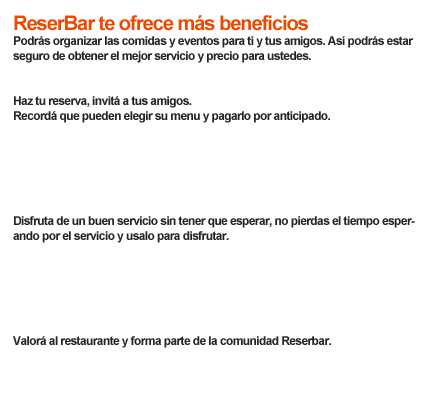 ReserBar te ofrece más beneficios
Podrás organizar las comidas y eventos para ti y tus amigos. Así podrás estar
seguro de obtener el mejor servicio y precio para ustedes.
Haz tu reserva, invitá a tus amigos.
Recordá que pueden elegir su menu y pagarlo por anticipado.
Disfruta de un buen servicio sin tener que esperar, no pierdas el tiempo esper-
ando por el servicio y usalo para disfrutar.
Valorá al restaurante y forma parte de la comunidad Reserbar.